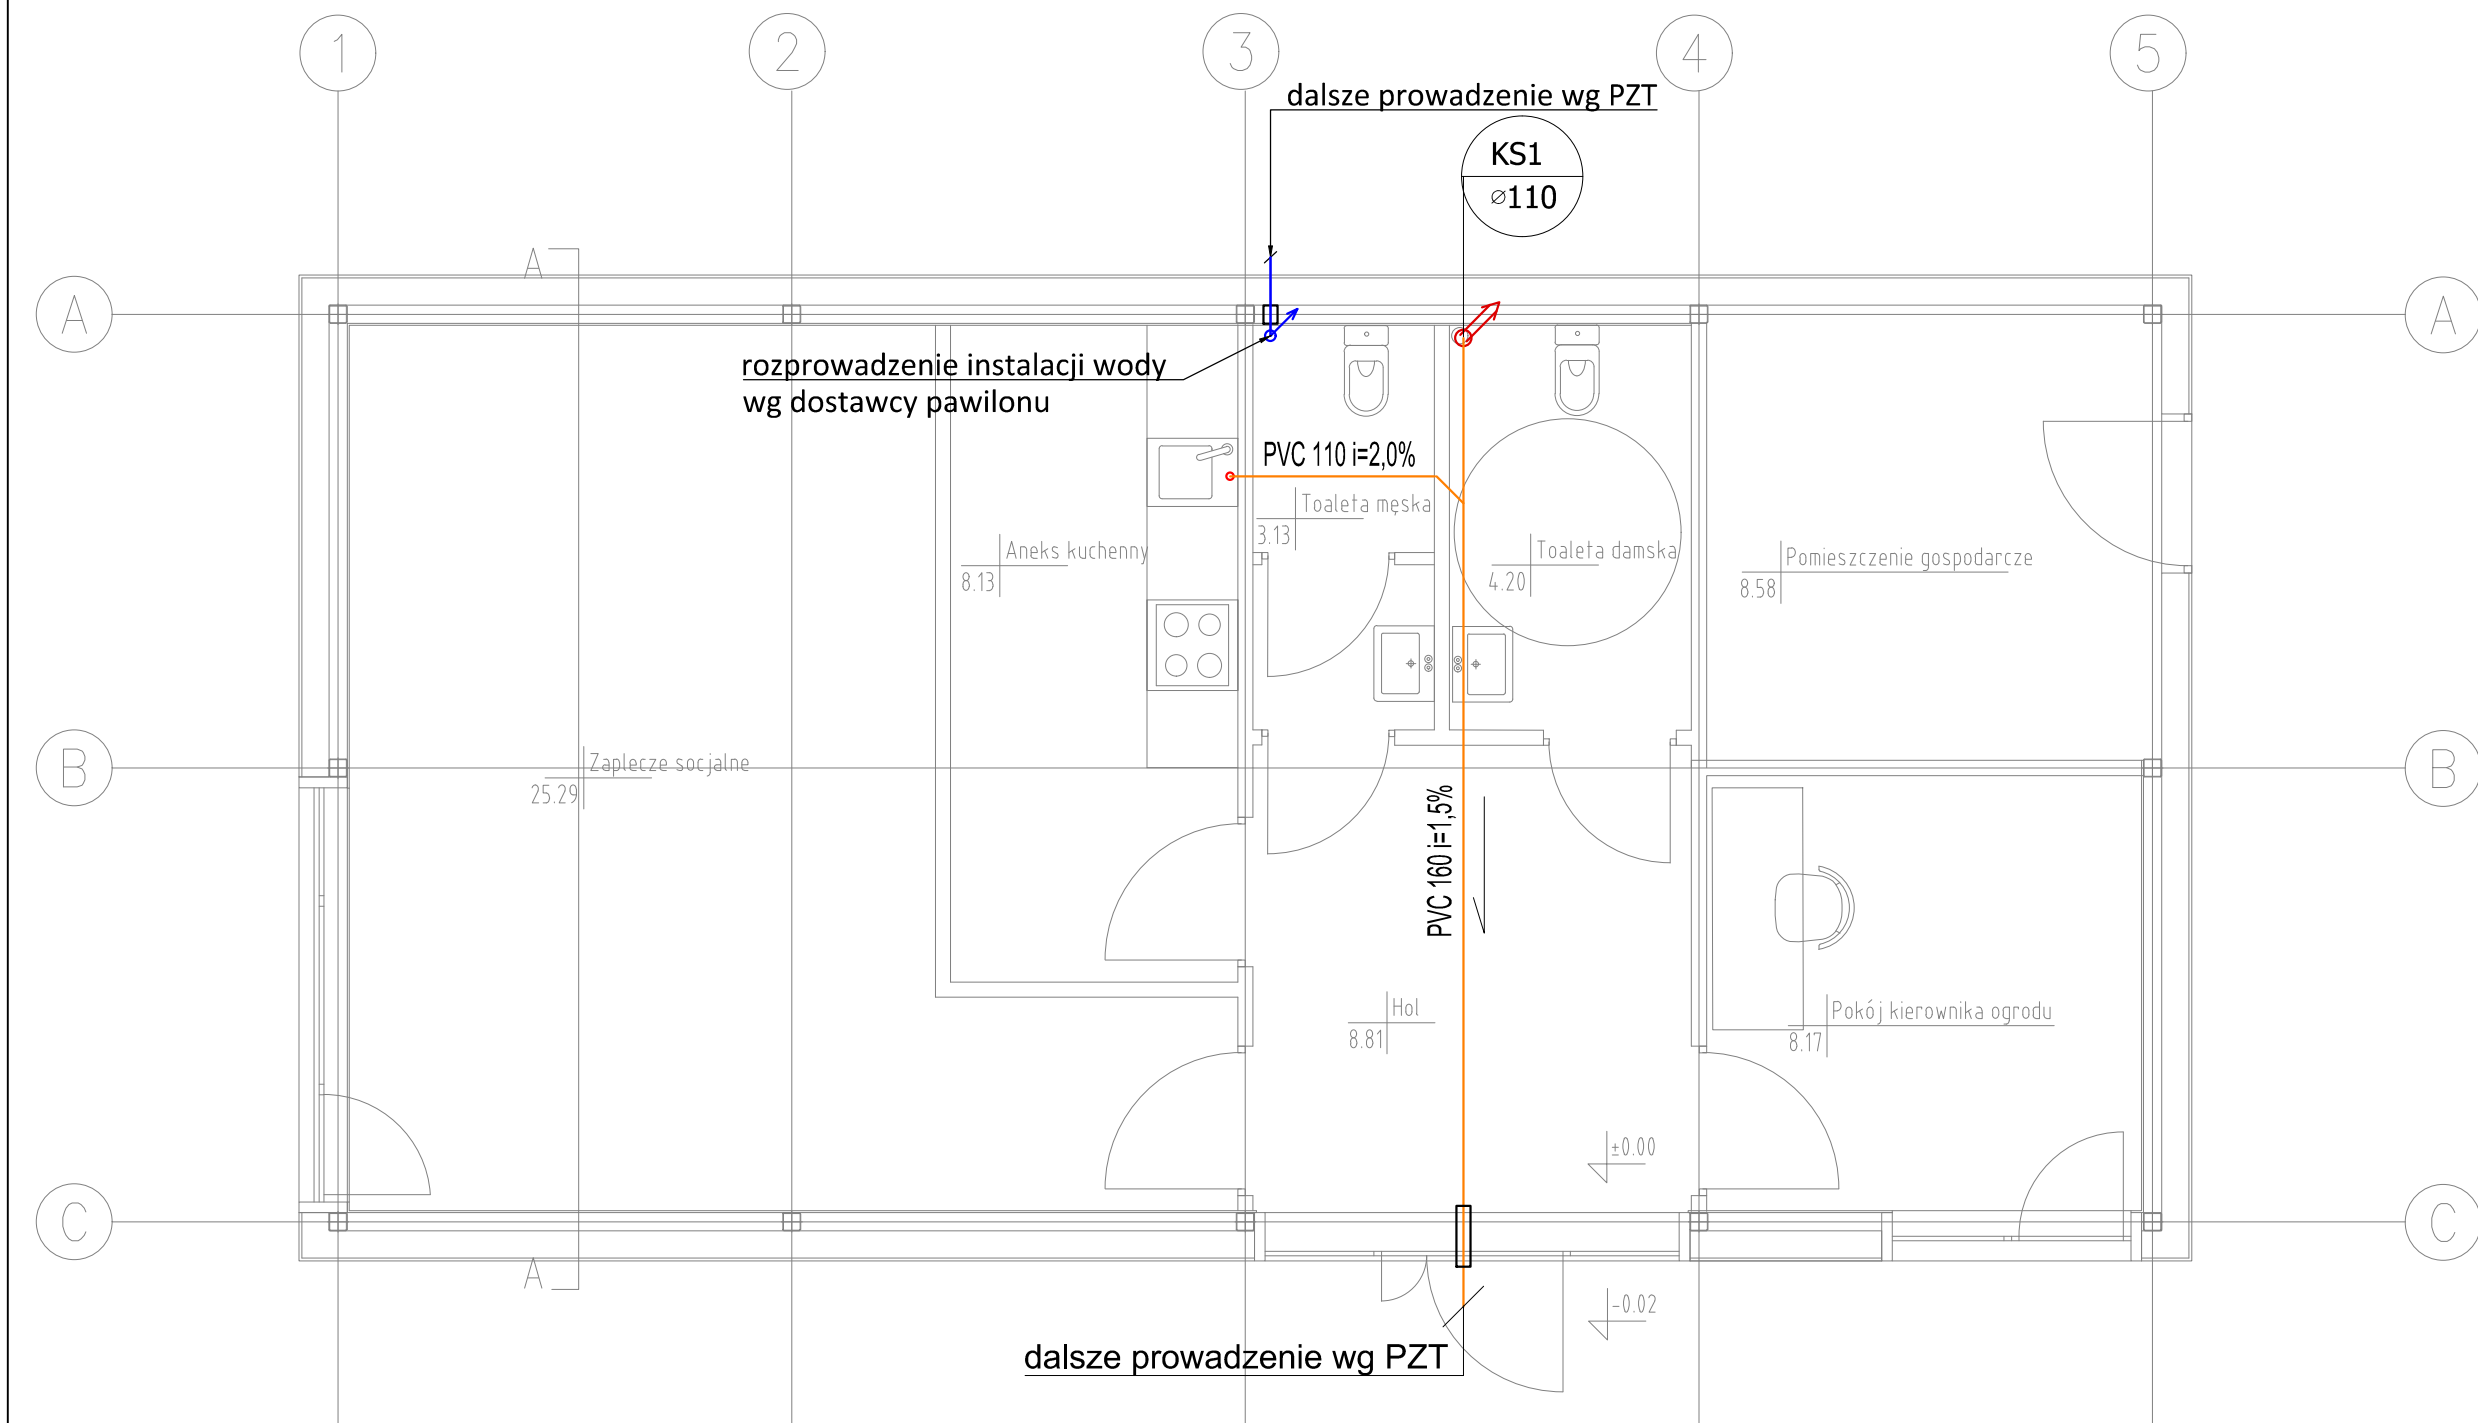 1
2
3
4
5
dalsze prowadzenie wg PZT
KS1
⌀110
A
A
A
rozprowadzenie instalacji wody
wg dostawcy pawilonu
PVC 110 i=2,0%
Toaleta męska
3.13
Aneks kuchenny
8.13
Toaleta damska
4.20
Pomieszczenie gospodarcze
8.58
B
B
Zaplecze socjalne
25.29
PVC 160 i=1,5%
Hol
8.81
Pokój kierownika ogrodu
8.17
±0.00
C
C
A
-0.02
dalsze prowadzenie wg PZT